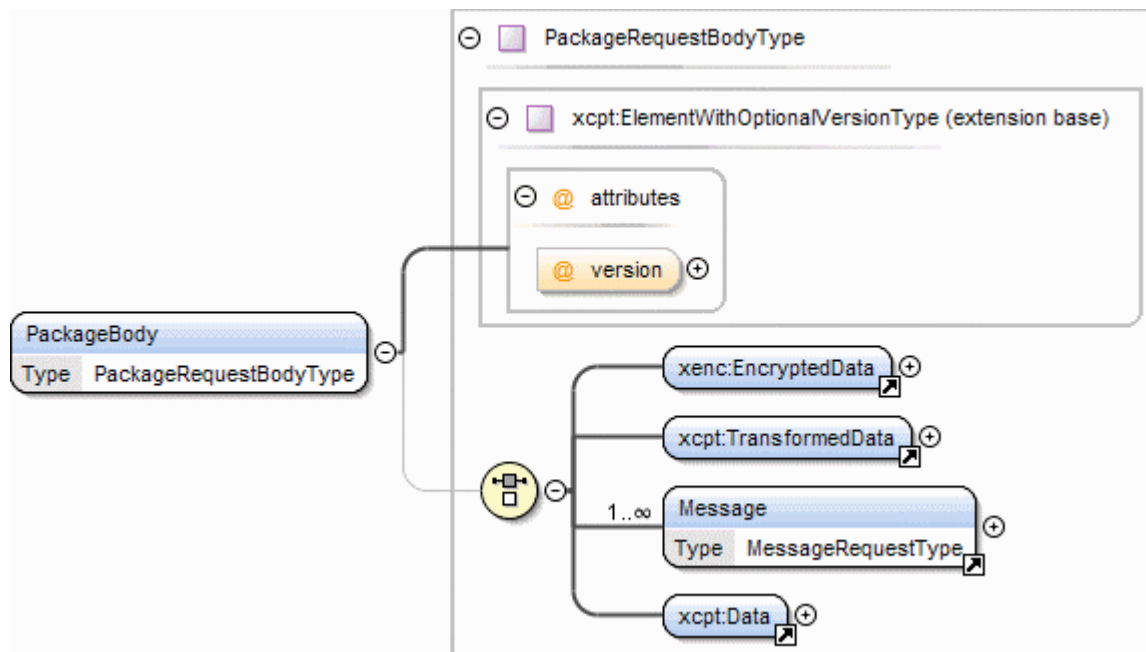 PackageRequestBodyType
xcpt:ElementWithOptionalVersionType (extension base)
@ attributes
@ version
PackageBody
Type PackageRequestBodyType
xenc:EncryptedData
xcpt:TransformedData
1..∞
Message
Type MessageRequestType
xcpt:Data